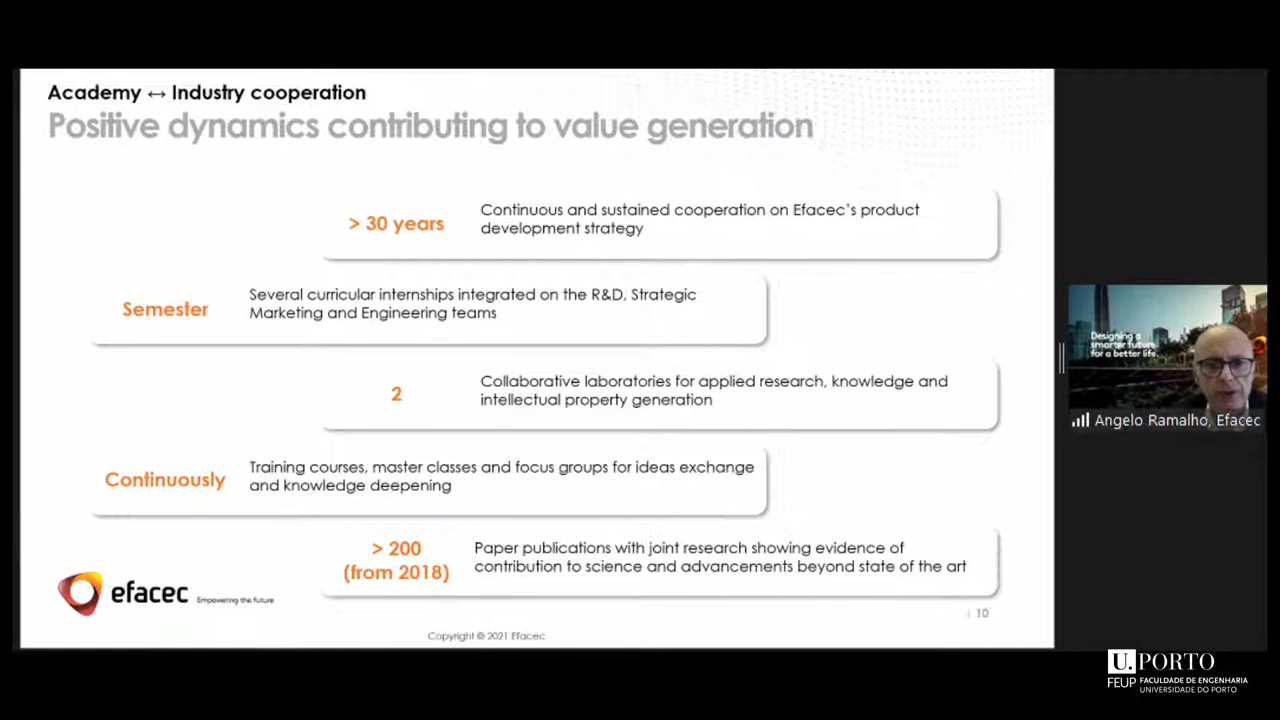 Academy ↔ Industry cooperation
Positive dynamics contributing to value generation
> 30 years
Continuous and sustained cooperation on Efacec's product
development strategy
Semester
Several curricular internships integrated on the R&D, Strategic
Marketing and Engineering teams
2
Collaborative laboratories for applied research, knowledge and
intellectual property generation
Continuously
Training courses, master classes and focus groups for ideas exchange
and knowledge deepening
> 200
(from 2018)
Paper publications with joint research showing evidence of
contribution to science and advancements beyond state of the art
efacec
Empowering the future
10
Copyright © 2021 Efacec
Designing a
smarter future
for a better life.
Angelo Ramalho, Efacec
U.PORTO
FEUP FACULDADE DE ENGENHARIA
UNIVERSIDADE DO PORTO